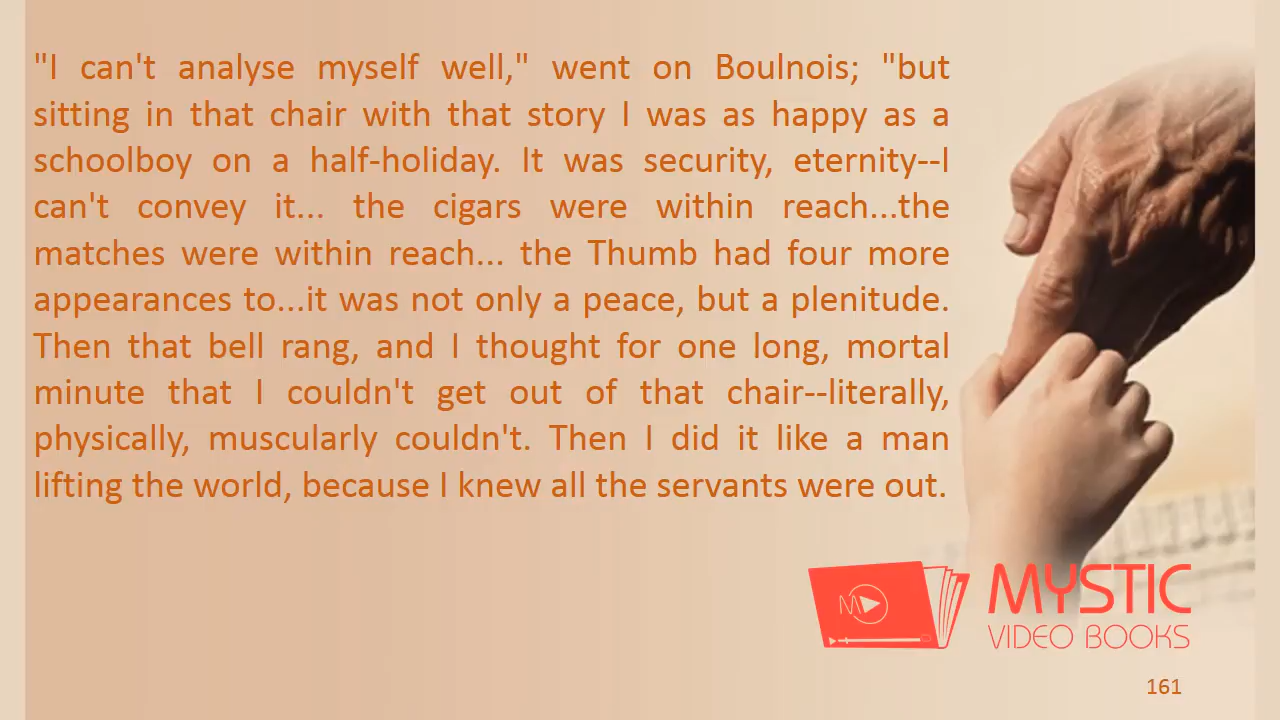 "I can't analyse myself well," went on Boulnois; "but
sitting in that chair with that story I was as happy as a
schoolboy on a half-holiday. It was security, eternity--I
can't convey it... the cigars were within reach...the
matches were within reach... the Thumb had four more
appearances to...it was not only a peace, but a plenitude.
Then that bell rang, and I thought for one long, mortal
minute that I couldn't get out of that chair--literally,
physically, muscularly couldn't. Then I did it like a man
lifting the world, because I knew all the servants were out.
MYSTIC
VIDEO BOOKS
161